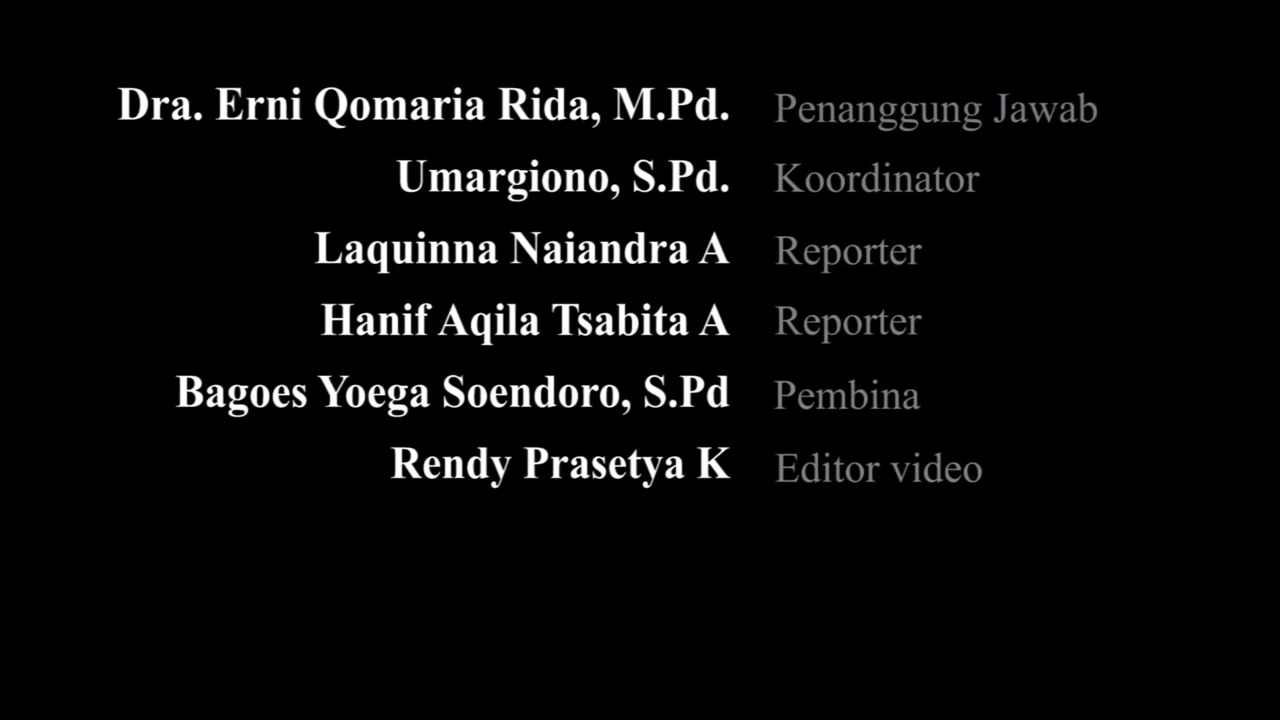 Dra. Erni Qomaria Rida, M.Pd. Penanggung Jawab
Umargiono, S.Pd. Koordinator
Laquinna Naiandra A Reporter
Hanif Aqila Tsabita A Reporter
Bagoes Yoega Soendoro, S.Pd Pembina
Rendy Prasetya K Editor video